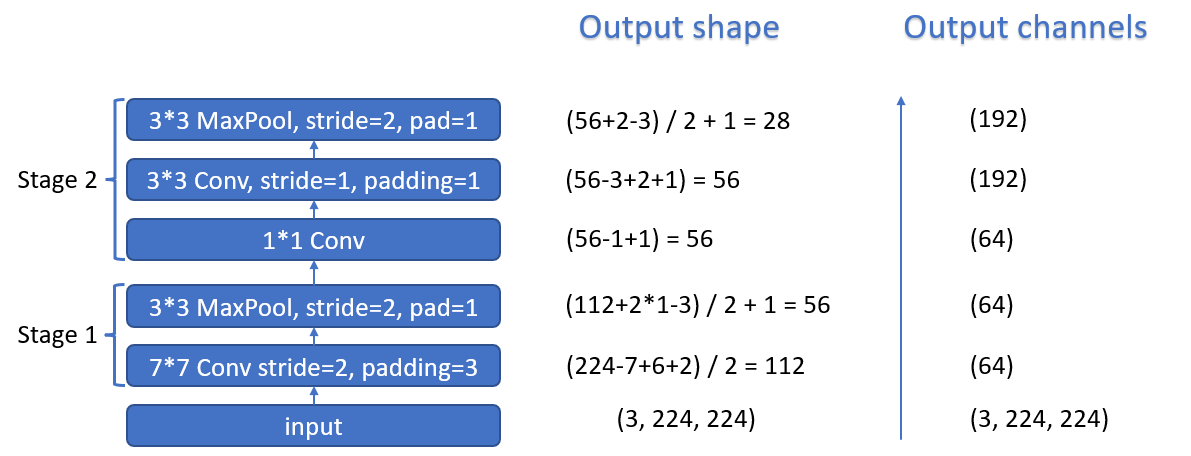 Output shape Output channels
3*3 MaxPool, stride=2, pad=1 (56+2-3) / 2 + 1 = 28 (192)
Stage 2 3*3 Conv, stride=1, padding=1 (56-3+2+1) = 56 (192)
1*1 Conv (56-1+1) = 56 (64)
3*3 MaxPool, stride=2, pad=1 (112+2*1-3) / 2 + 1 = 56 (64)
Stage 1
7*7 Conv stride=2, padding=3 (224-7+6+2) / 2 = 112 (64)
input (3, 224, 224) (3, 224, 224)